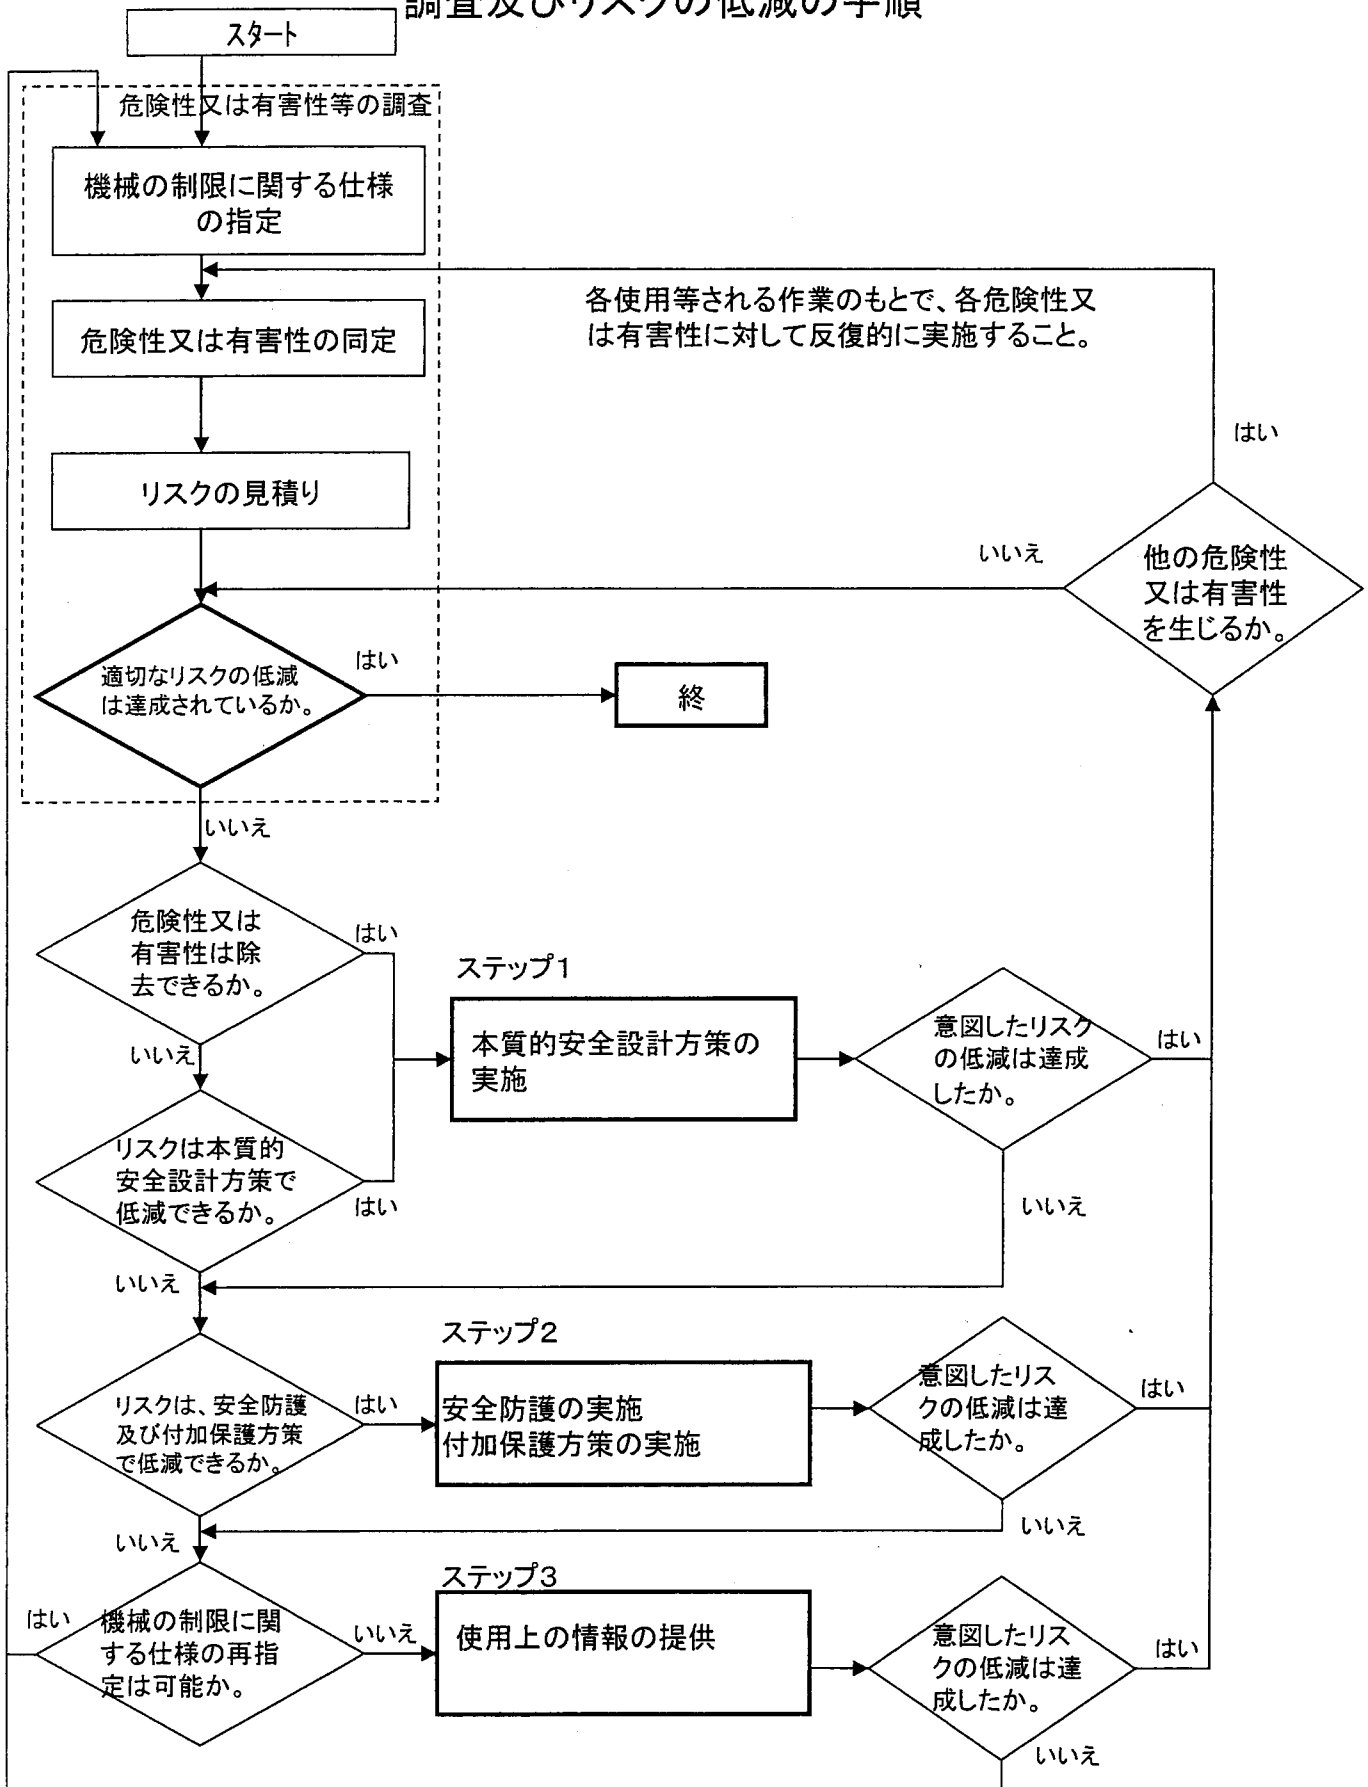 調査及びリスクの低減の手順
スタート
危険性又は有害性等の調査
機械の制限に関する仕様
の指定
各使用等される作業のもとで、各危険性又
は有害性に対して反復的に実施すること。
危険性又は有害性の同定
はい
リスクの見積り
いいえ
他の危険性
又は有害性
を生じるか。
適切なリスクの低減
は達成されているか。
はい
終
いいえ
危険性又は
有害性は除
去できるか。
はい
ステップ1
本質的安全設計方策の
実施
意図したリスク
の低減は達成
したか。
はい
いいえ
リスクは本質的
安全設計方策で
低減できるか。
はい
いいえ
いいえ
ステップ2
リスクは、安全防護
及び付加保護方策
で低減できるか。
はい
安全防護の実施
付加保護方策の実施
意図したリス
クの低減は達
成したか。
はい
いいえ
いいえ
ステップ3
はい
機械の制限に関
する仕様の再指
定は可能か。
いいえ
使用上の情報の提供
意図したリス
クの低減は達
成したか。
はい
いいえ